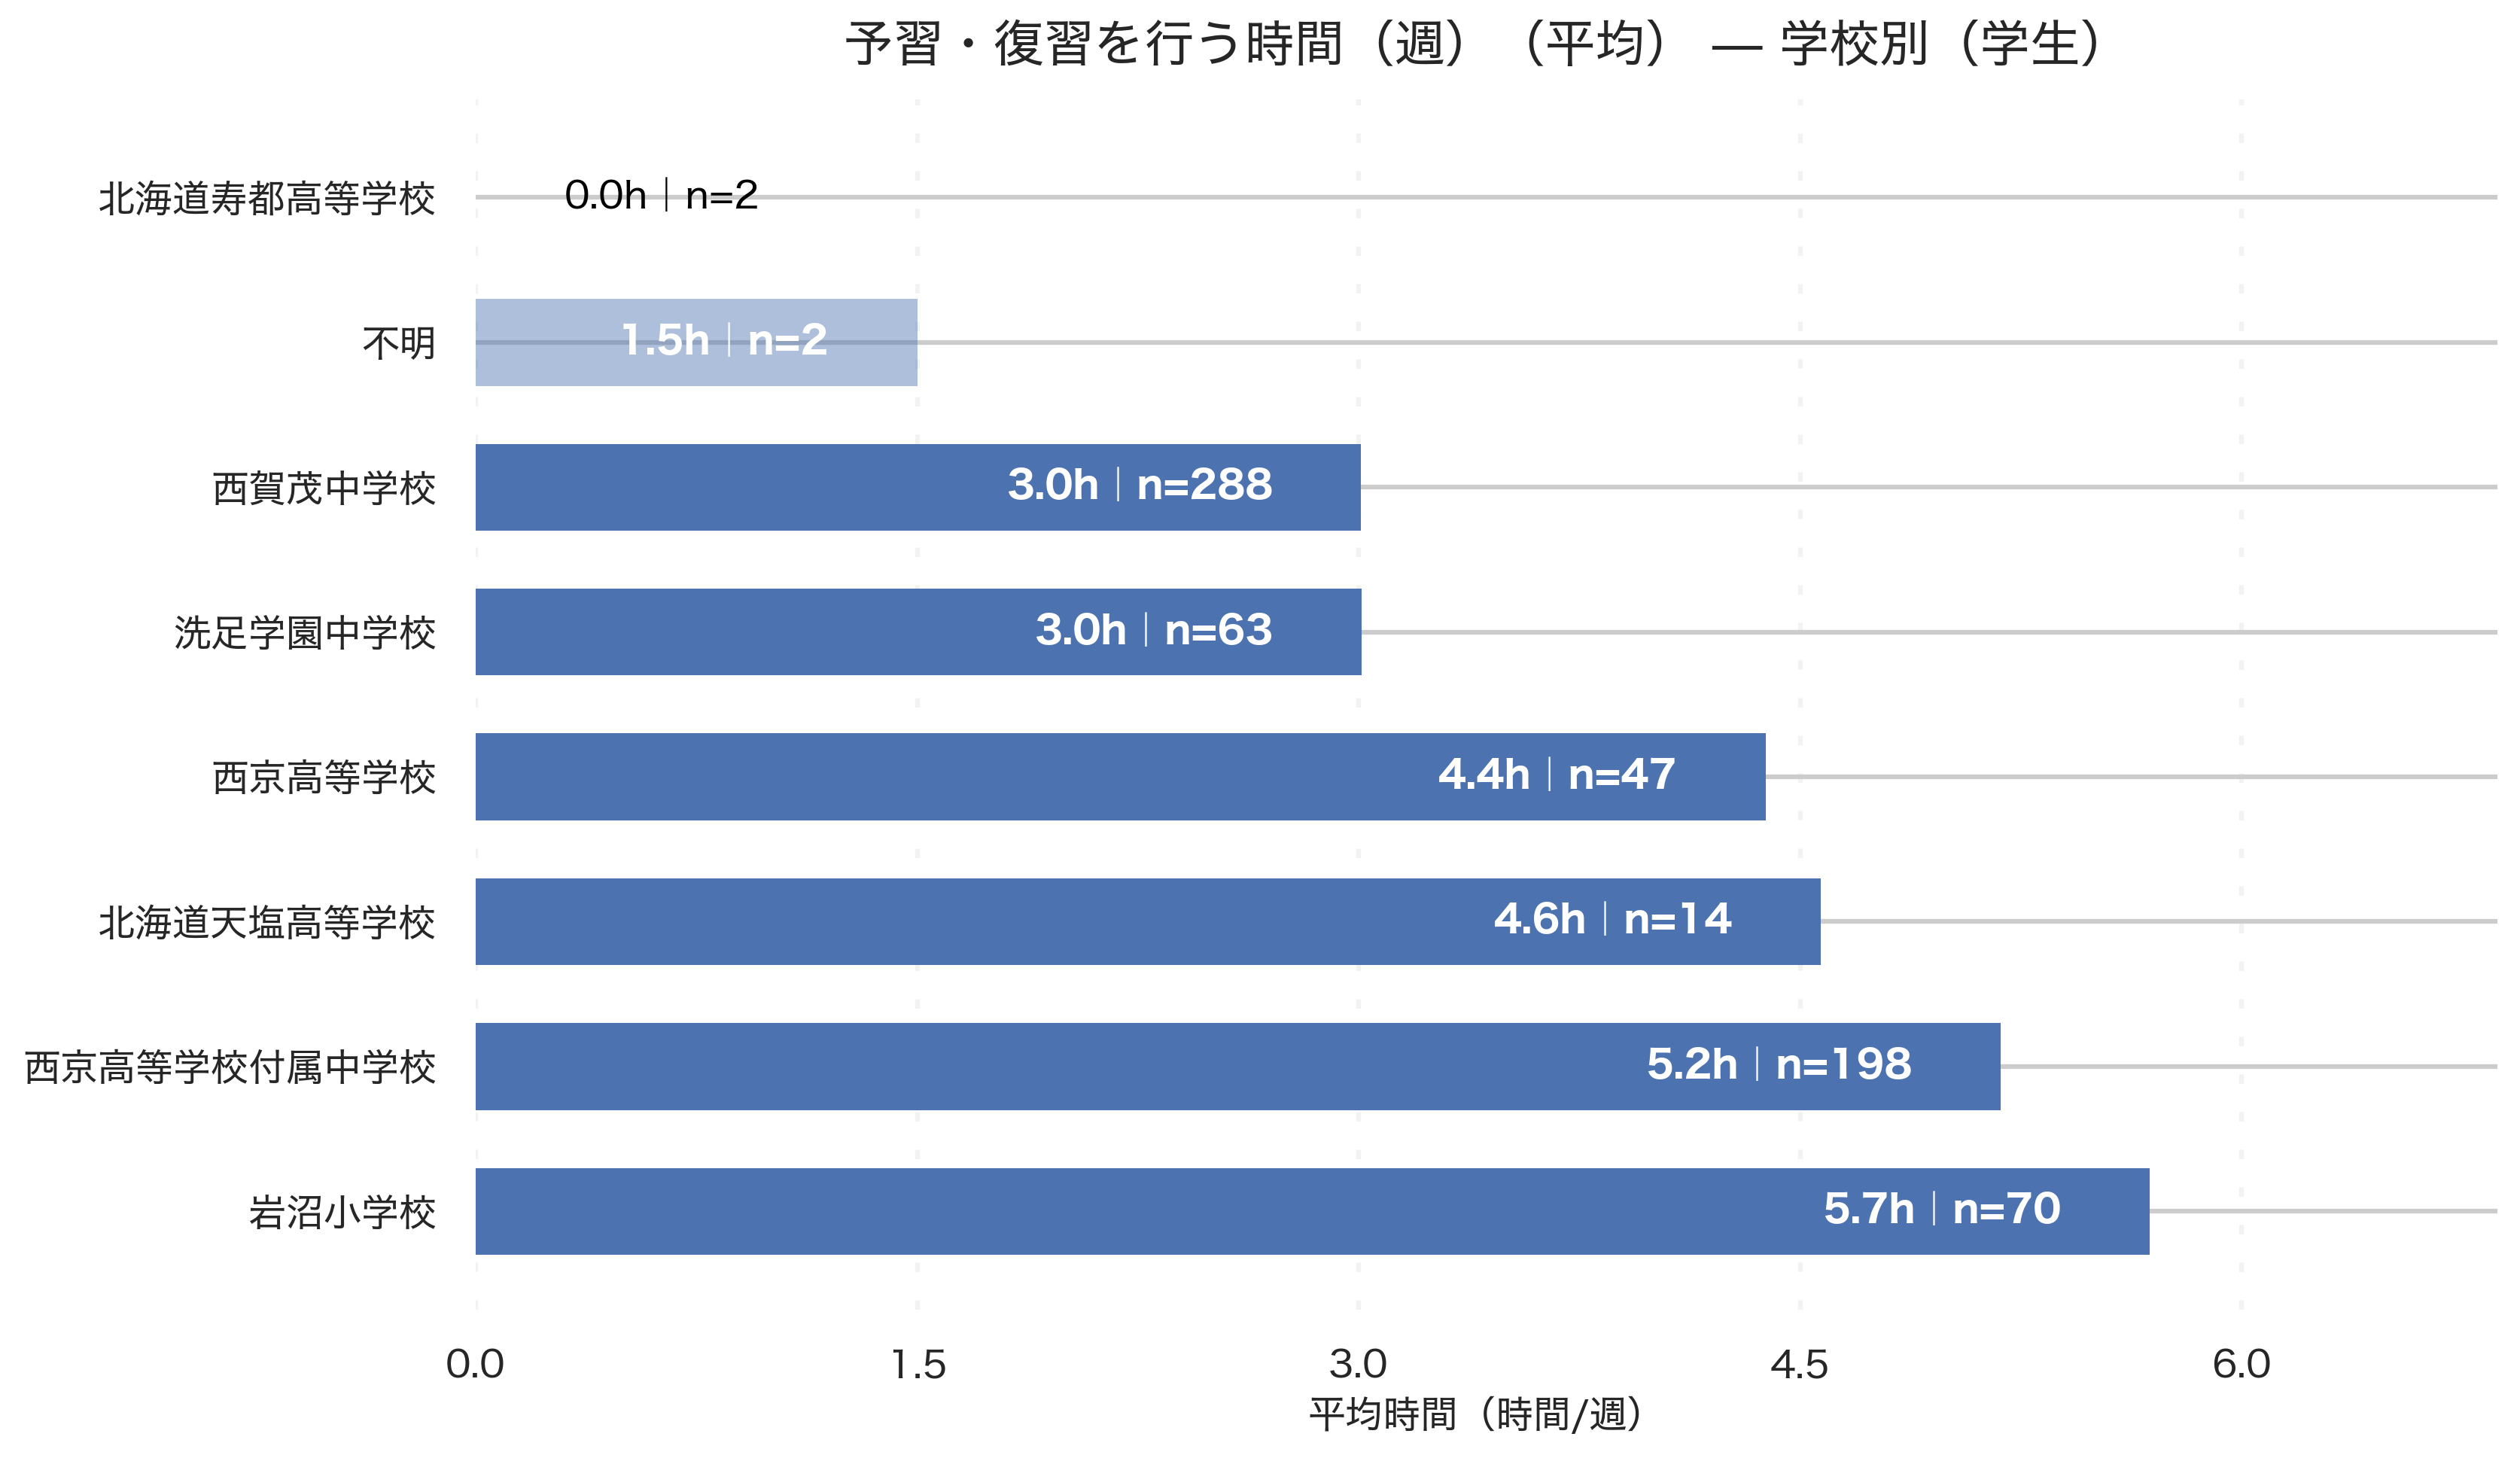 予習・復習を行う時間（週）（平均） — 学校別（学生）
北海道寿都高等学校 0.0h｜n=2
不明 1.5h｜n=2
西賀茂中学校 3.0h｜n=288
洗足学園中学校 3.0h｜n=63
西京高等学校 4.4h｜n=47
北海道天塩高等学校 4.6h｜n=14
西京高等学校付属中学校 5.2h｜n=198
岩沼小学校 5.7h｜n=70
0.0 1.5 3.0 4.5 6.0
平均時間（時間/週）